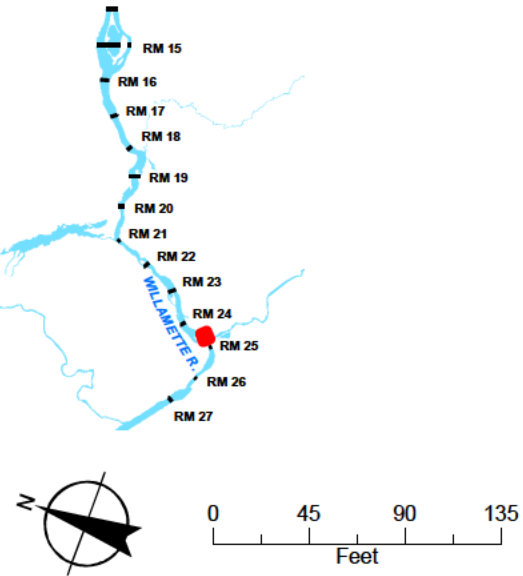 RM 15
RM 16
RM 17
RM 18
RM 19
RM 20
RM 21
RM 22
RM 23
WILLAMETTE R.
RM 24
RM 25
RM 26
RM 27
N
0 45 90 135
Feet